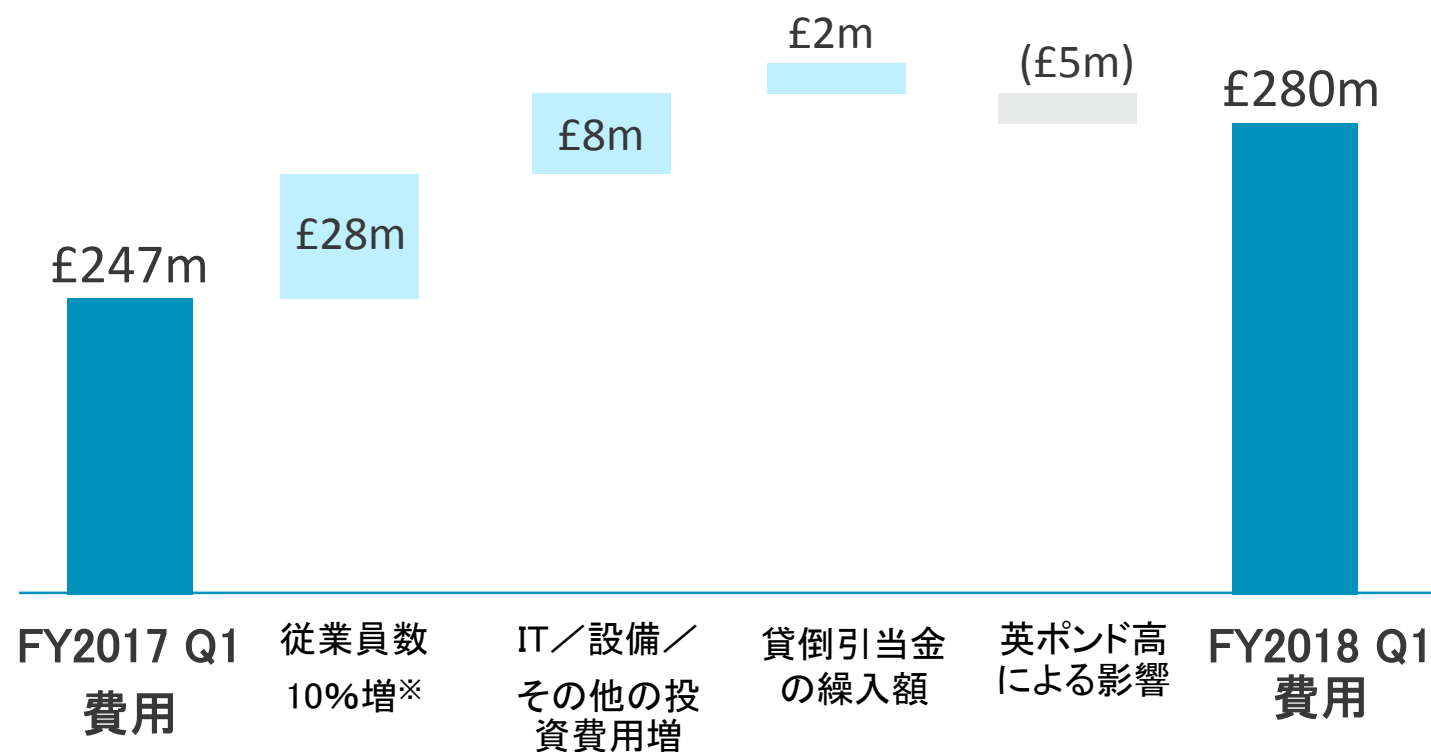 £247m
£28m
£8m
£2m
(£5m)
£280m
FY2017 Q1
費用
従業員数
10%増※
IT／設備／
その他の投
資費用増
貸倒引当金
の繰入額
英ポンド高
による影響
FY2018 Q1
費用